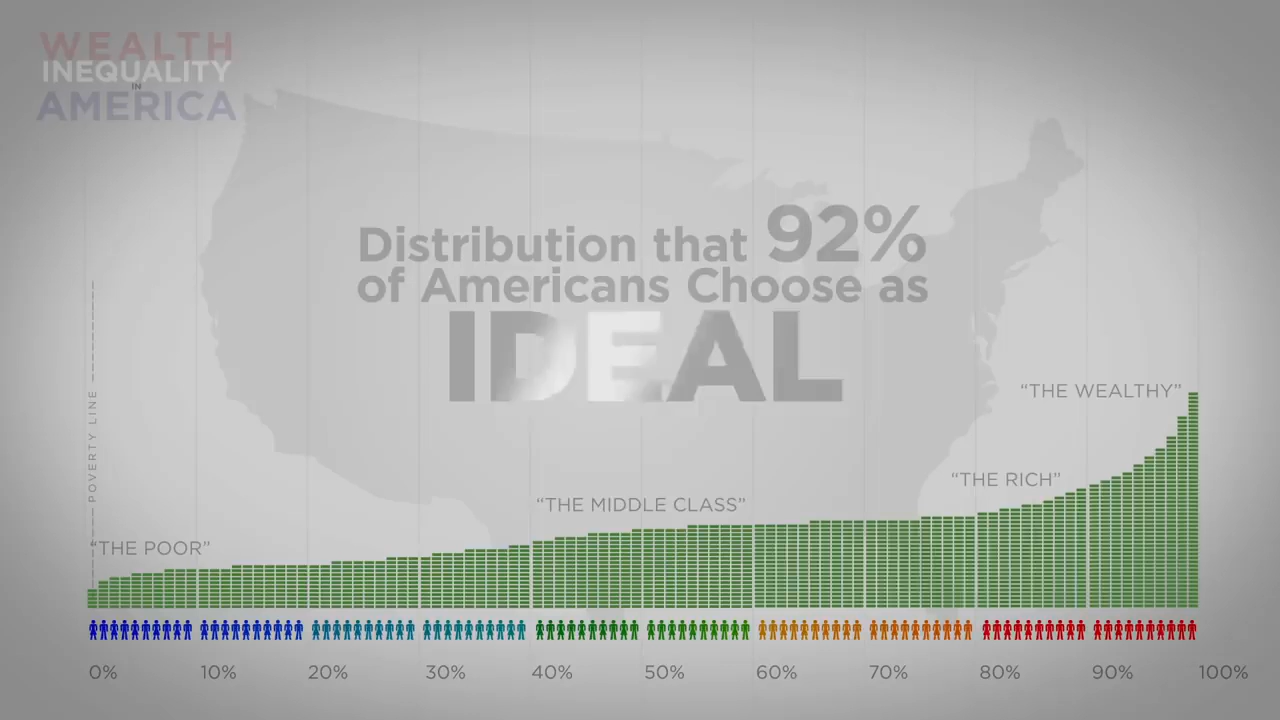 WEALTH
INEQUALITY
IN
AMERICA
Distribution that 92%
of Americans Choose as
IDEAL
POVERTY LINE
“THE WEALTHY”
“THE RICH”
“THE MIDDLE CLASS”
“THE POOR”
0% 10% 20% 30% 40% 50% 60% 70% 80% 90% 100%